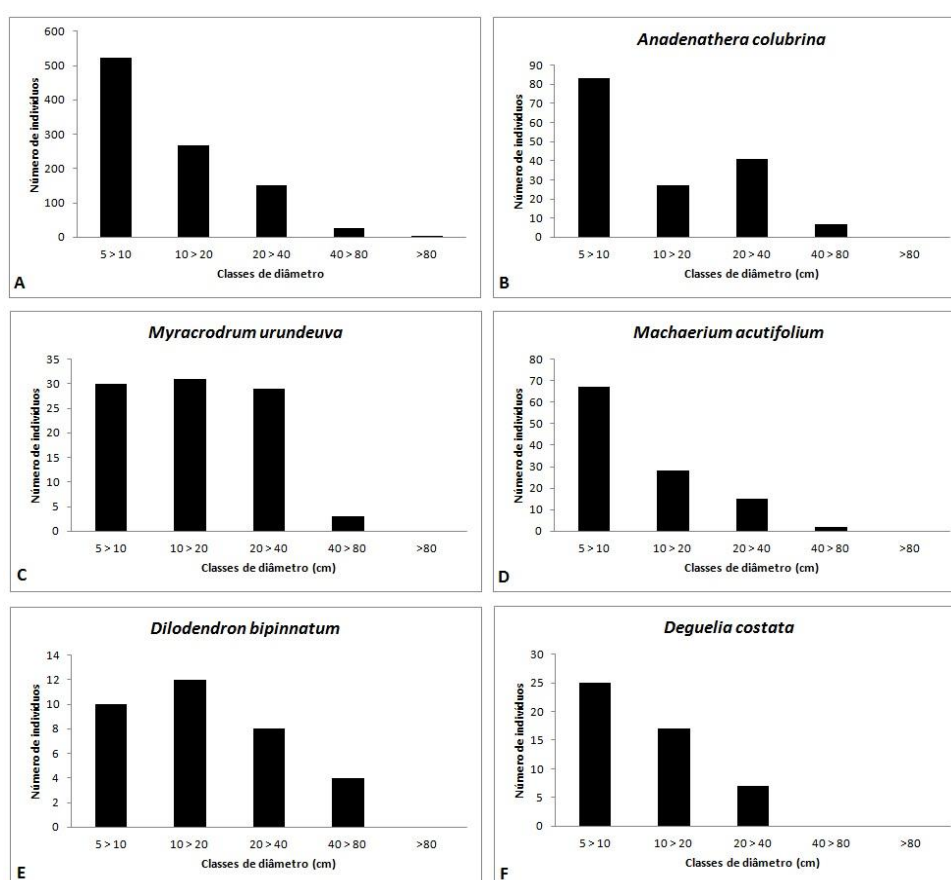 Número de indivíduos
600
500
400
300
200
100
0
5 > 10 10 > 20 20 > 40 40 > 80 >80
Classes de diâmetro
A
Anadenathera colubrina
Número de indivíduos
90
80
70
60
50
40
30
20
10
0
5 > 10 10 > 20 20 > 40 40 > 80 >80
Classes de diâmetro (cm)
B
Myracrodrum urundeuva
Número de indivíduos
35
30
25
20
15
10
5
0
5 > 10 10 > 20 20 > 40 40 > 80 >80
Classes de diâmetro (cm)
C
Machaerium acutifolium
Número de indivíduos
80
70
60
50
40
30
20
10
0
5 > 10 10 > 20 20 > 40 40 > 80 >80
Classes de diâmetro (cm)
D
Dilodendron bipinnatum
Número de indivíduos
14
12
10
8
6
4
2
0
5 > 10 10 > 20 20 > 40 40 > 80 >80
Classes de diâmetro (cm)
E
Deguelia costata
Número de indivíduos
30
25
20
15
10
5
0
5 > 10 10 > 20 20 > 40 40 > 80 >80
Classes de diâmetro (cm)
F